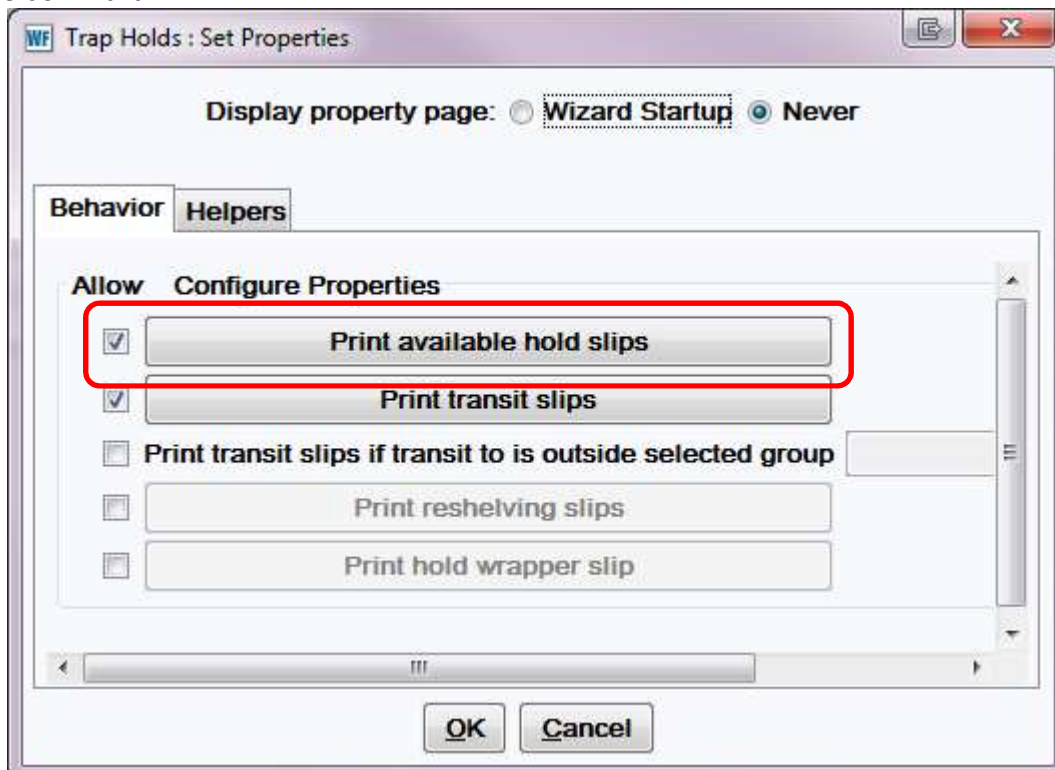 WF Trap Holds : Set Properties
Display property page: Wizard Startup Never
Behavior Helpers
Allow Configure Properties
Print available hold slips
Print transit slips
Print transit slips if transit to is outside selected group
Print reshelving slips
Print hold wrapper slip
OK Cancel